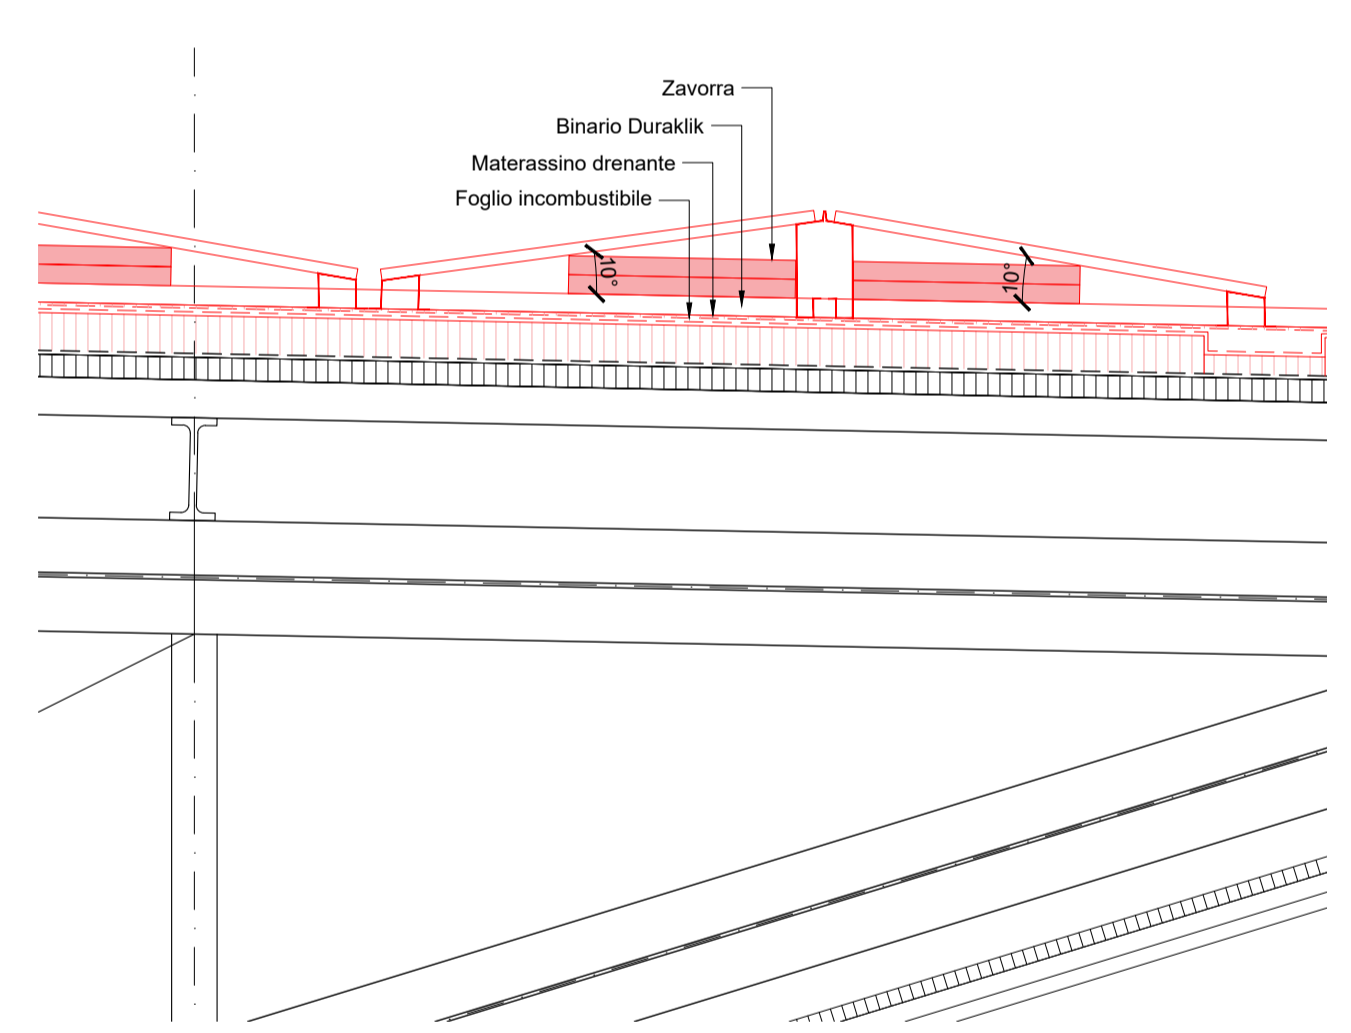 Zavorra
Binario Duraklik
Materassino drenante
Foglio incombustibile
10°
10°